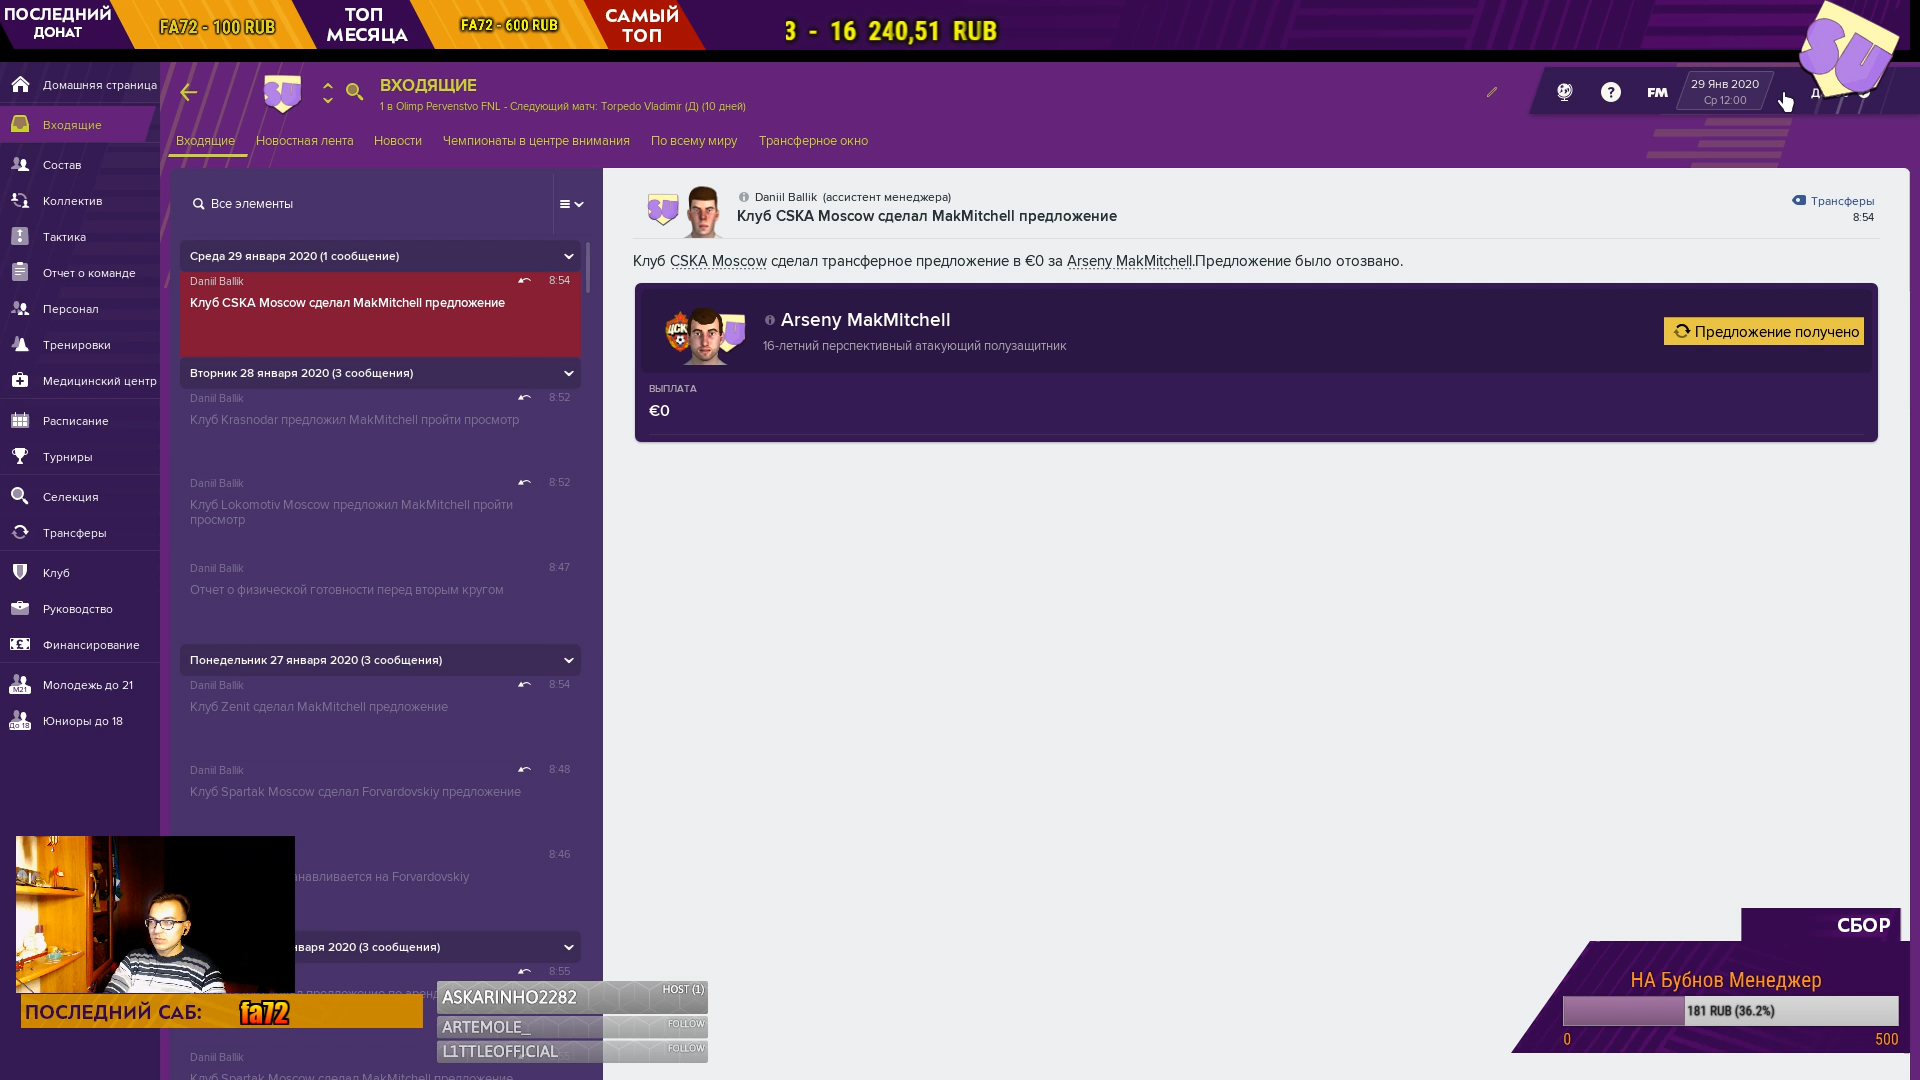 ПОСЛЕДНИЙ ДОНАТ
FA72 - 100 RUB
ТОП МЕСЯЦА
FA72 - 600 RUB
САМЫЙ ТОП
3 - 16 240,51 RUB
SU
Домашняя страница
Входящие
Состав
Коллектив
Тактика
Отчет о команде
Персонал
Тренировки
Медицинский центр
Расписание
Турниры
Селекция
Трансферы
Клуб
Руководство
Финансирование
М21
Молодежь до 21
До 18
Юниоры до 18
SU
ВХОДЯЩИЕ
1 в Olimp Pervenstvo FNL - Следующий матч: Torpedo Vladimir (Д) (10 дней)
FM
29 Янв 2020
Ср 12:00
Входящие
Новостная лента
Новости
Чемпионаты в центре внимания
По всему миру
Трансферное окно
Все элементы
Среда 29 января 2020 (1 сообщение)
Daniil Ballik 8:54
Клуб CSKA Moscow сделал MakMitchell предложение
Вторник 28 января 2020 (3 сообщения)
Daniil Ballik 8:52
Клуб Krasnodar предложил MakMitchell пройти просмотр
Daniil Ballik 8:52
Клуб Lokomotiv Moscow предложил MakMitchell пройти
просмотр
Daniil Ballik 8:47
Отчет о физической готовности перед вторым кругом
Понедельник 27 января 2020 (3 сообщения)
Daniil Ballik 8:54
Клуб Zenit сделал MakMitchell предложение
Daniil Ballik 8:48
Клуб Spartak Moscow сделал Forvardovskiy предложение
8:46
анавливается на Forvardovskiy
нваря 2020 (3 сообщения)
8:55
Daniil Ballik
Клуб Spartak Moscow сделал MakMitchell предложение
SU
Daniil Ballik (ассистент менеджера)
Клуб CSKA Moscow сделал MakMitchell предложение
Трансферы
8:54
Клуб CSKA Moscow сделал трансферное предложение в €0 за Arseny MakMitchell.Предложение было отозвано.
ЦСК
Arseny MakMitchell
16-летний перспективный атакующий полузащитник
Предложение получено
ВЫПЛАТА
€0
ПОСЛЕДНИЙ САБ: fa72
ASKARINHO2282 HOST (1)
ARTEMOLE_ FOLLOW
L1TTLEOFFICIAL FOLLOW
СБОР
НА Бубнов Менеджер
181 RUB (36.2%)
0 500